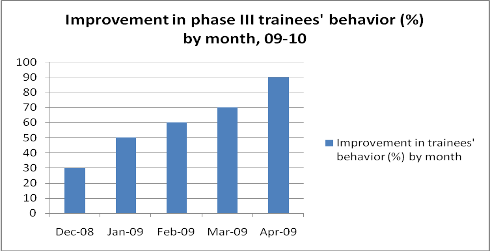 Improvement in phase III trainees' behavior (%)
by month, 09-10
100
90
80
70
60
50
40
30
20
10
0
Dec-08 Jan-09 Feb-09 Mar-09 Apr-09
Improvement in trainees'
behavior (%) by month